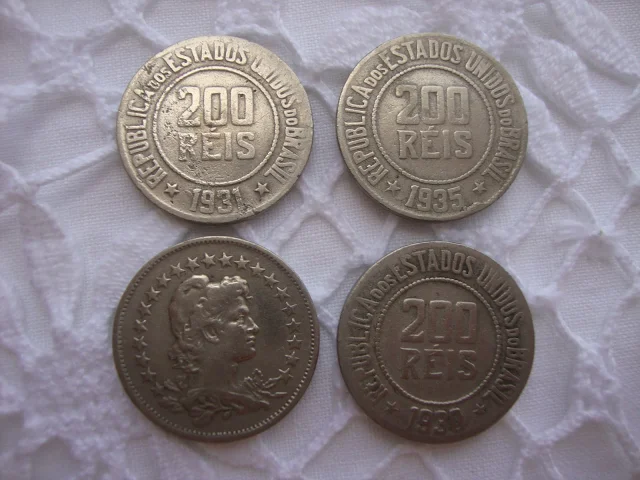 REPUBLICA DOS ESTADOS UNIDOS DO BRASIL
200
RÉIS
1931
REPUBLICA DOS ESTADOS UNIDOS DO BRASIL
200
RÉIS
1935
REPUBLICA DOS ESTADOS UNIDOS DO BRASIL
200
RÉIS